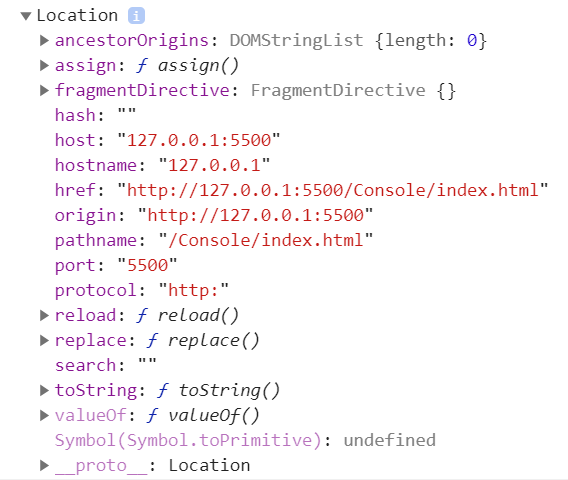 Location i
ancestorOrigins: DOMStringList {length: 0}
assign: ƒ assign()
fragmentDirective: FragmentDirective {}
hash: ""
host: "127.0.0.1:5500"
hostname: "127.0.0.1"
href: "http://127.0.0.1:5500/Console/index.html"
origin: "http://127.0.0.1:5500"
pathname: "/Console/index.html"
port: "5500"
protocol: "http:"
reload: ƒ reload()
replace: ƒ replace()
search: ""
toString: ƒ toString()
valueOf: ƒ valueOf()
Symbol(Symbol.toPrimitive): undefined
__proto__: Location